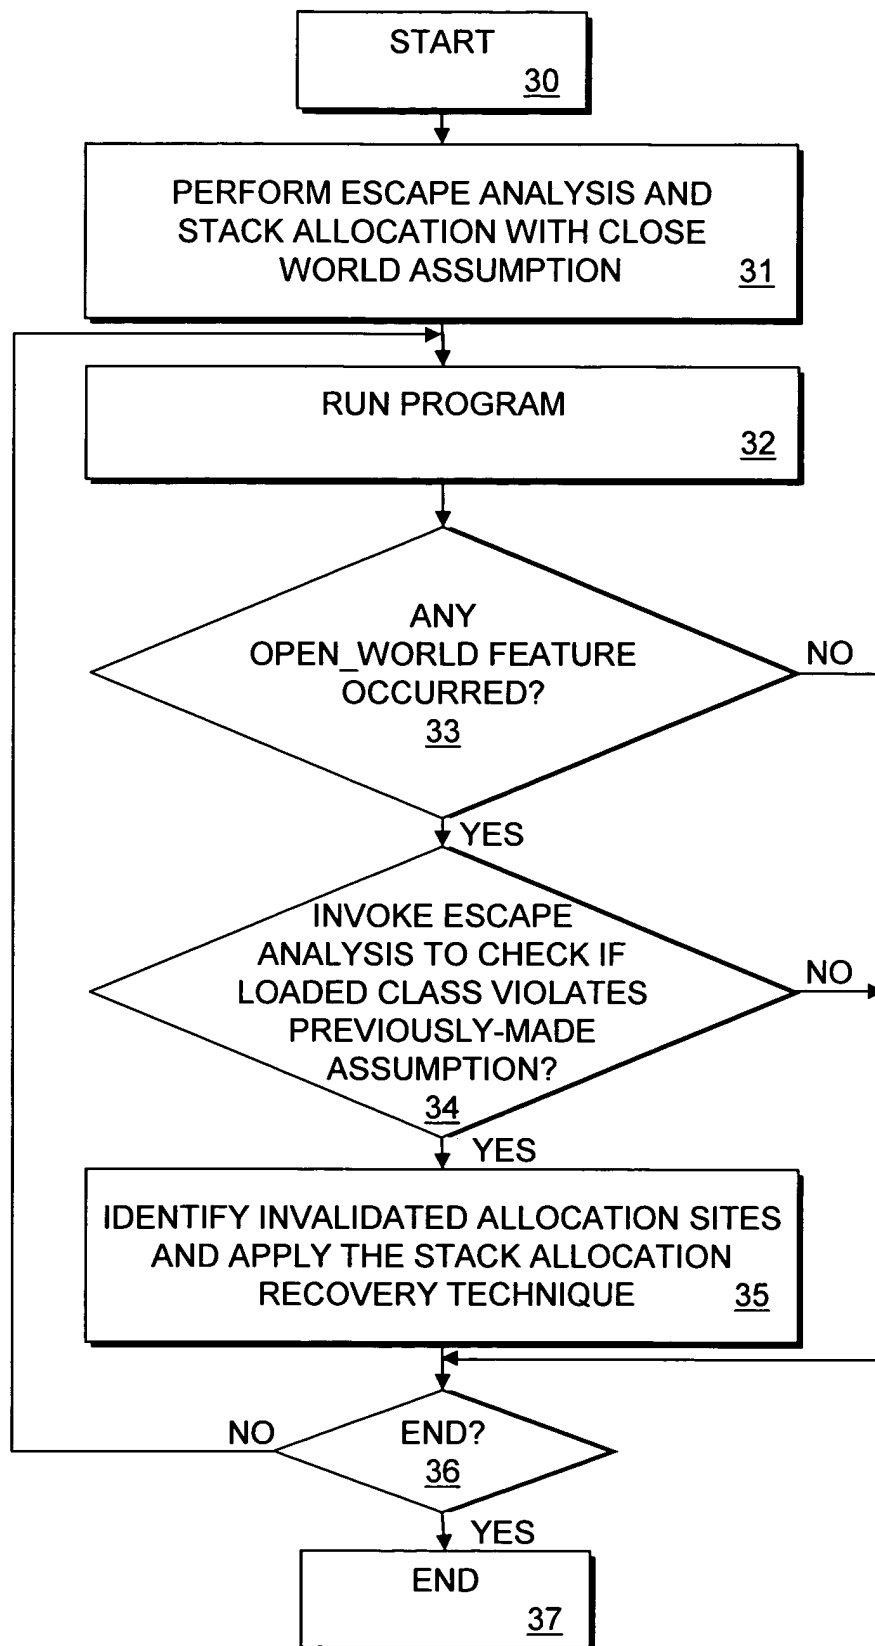 START
30
PERFORM ESCAPE ANALYSIS AND
STACK ALLOCATION WITH CLOSE
WORLD ASSUMPTION
31
RUN PROGRAM
32
ANY
OPEN_WORLD FEATURE
OCCURRED?
33
NO
YES
INVOKE ESCAPE
ANALYSIS TO CHECK IF
LOADED CLASS VIOLATES
PREVIOUSLY-MADE
ASSUMPTION?
34
NO
YES
IDENTIFY INVALIDATED ALLOCATION SITES
AND APPLY THE STACK ALLOCATION
RECOVERY TECHNIQUE
35
NO
END?
36
YES
END
37